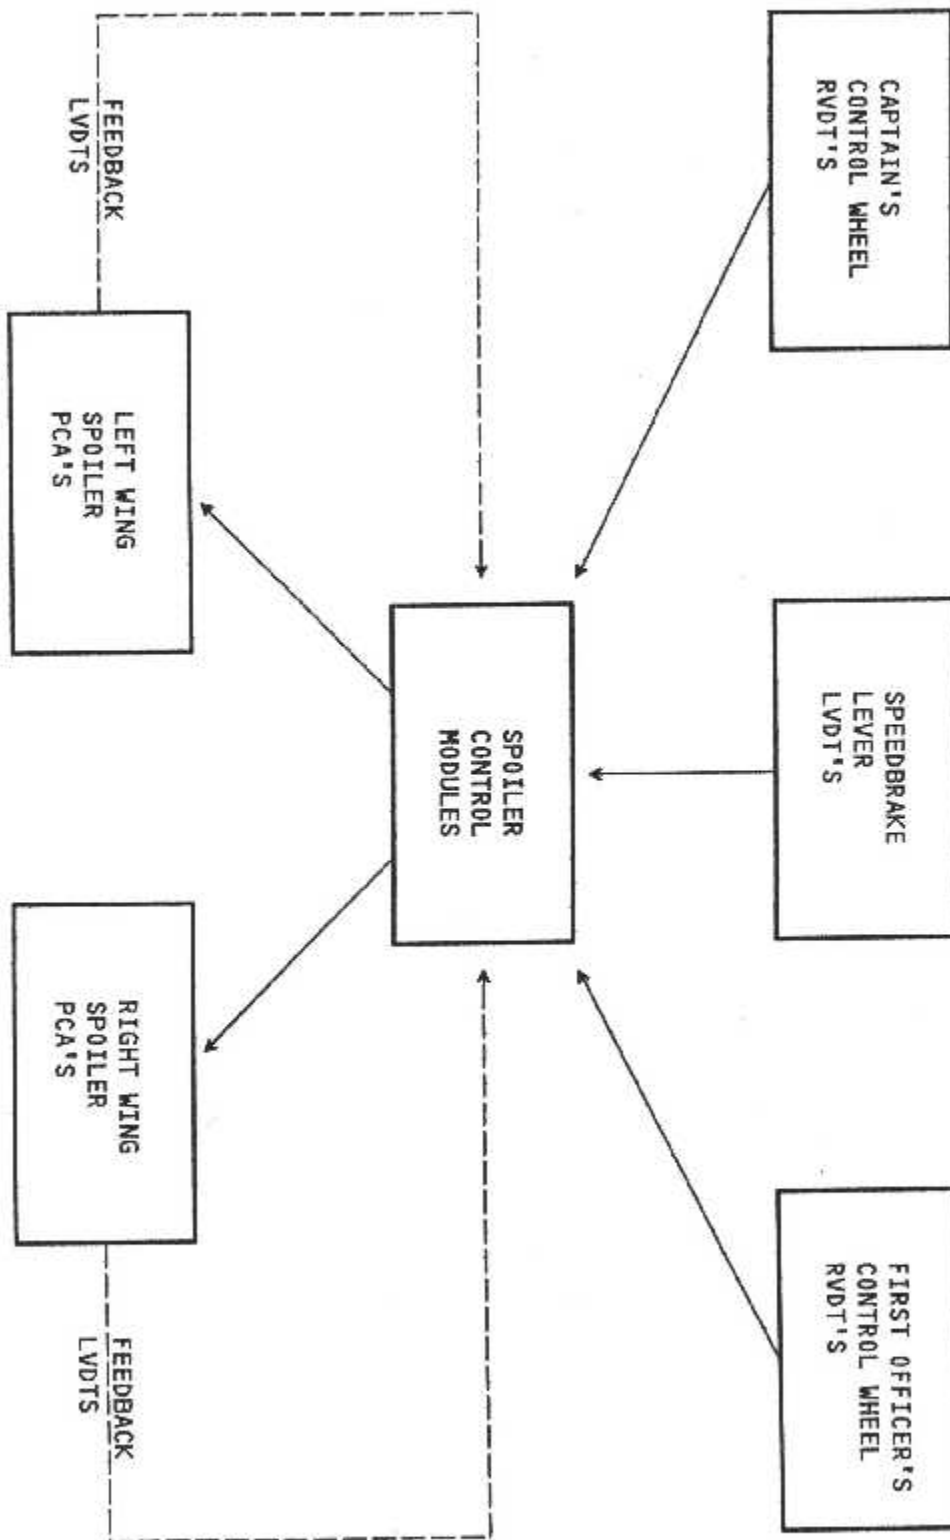 CAPTAIN'S
CONTROL WHEEL
RVDT'S
SPEEDBRAKE
LEVER
LVDT'S
FIRST OFFICER'S
CONTROL WHEEL
RVDT'S
SPOILER
CONTROL
MODULES
LEFT WING
SPOILER
PCA'S
RIGHT WING
SPOILER
PCA'S
FEEDBACK
LVDTS
FEEDBACK
LVDTS